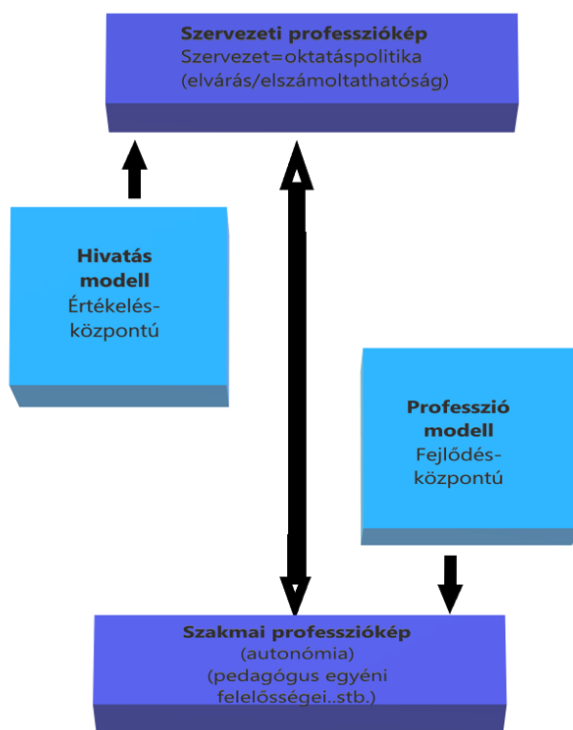 Szervezeti professziókép
Szervezet=oktatáspolitika
(elvárás/elszámoltathatóság)
Hivatás
modell
Értékelés-
központú
Professzió
modell
Fejlődés-
központú
Szakmai professziókép
(autonómia)
(pedagógus egyéni
felelősségei..stb.)